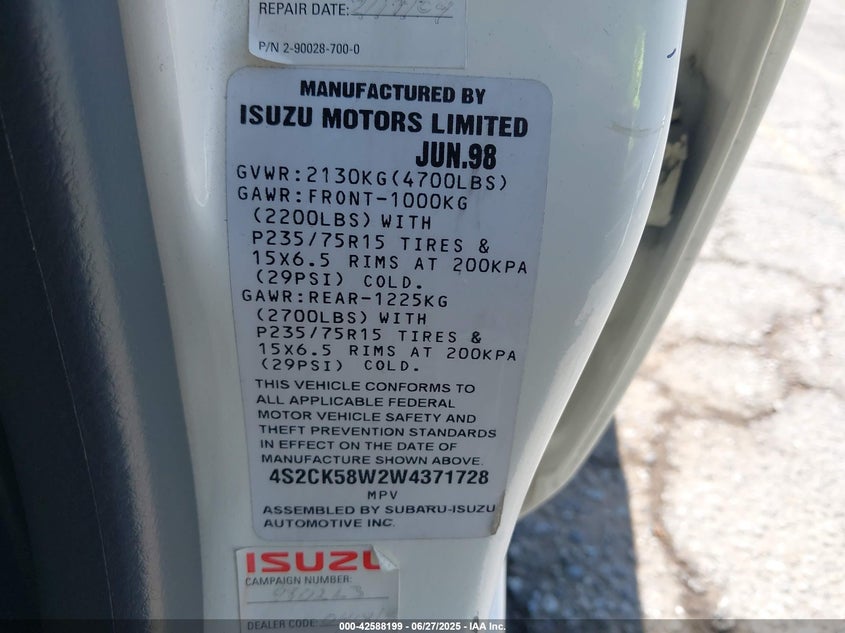 REPAIR DATE:
P/N 2-90028-700-0
MANUFACTURED BY
ISUZU MOTORS LIMITED
JUN.98
GVWR:2130KG(4700LBS)
GAWR:FRONT-1000KG
(2200LBS) WITH
P235/75R15 TIRES &
15X6.5 RIMS AT 200KPA
(29PSI) COLD.
GAWR:REAR-1225KG
(2700LBS) WITH
P235/75R15 TIRES &
15X6.5 RIMS AT 200KPA
(29PSI) COLD.
THIS VEHICLE CONFORMS TO
ALL APPLICABLE FEDERAL
MOTOR VEHICLE SAFETY AND
THEFT PREVENTION STANDARDS
IN EFFECT ON THE DATE OF
MANUFACTURE SHOWN ABOVE.
4S2CK58W2W4371728
MPV
ASSEMBLED BY SUBARU-ISUZU
AUTOMOTIVE INC.
ISUZU
CAMPAIGN NUMBER:
DEALER CODE:
000-42588199 - 06/27/2025 - IAA Inc.